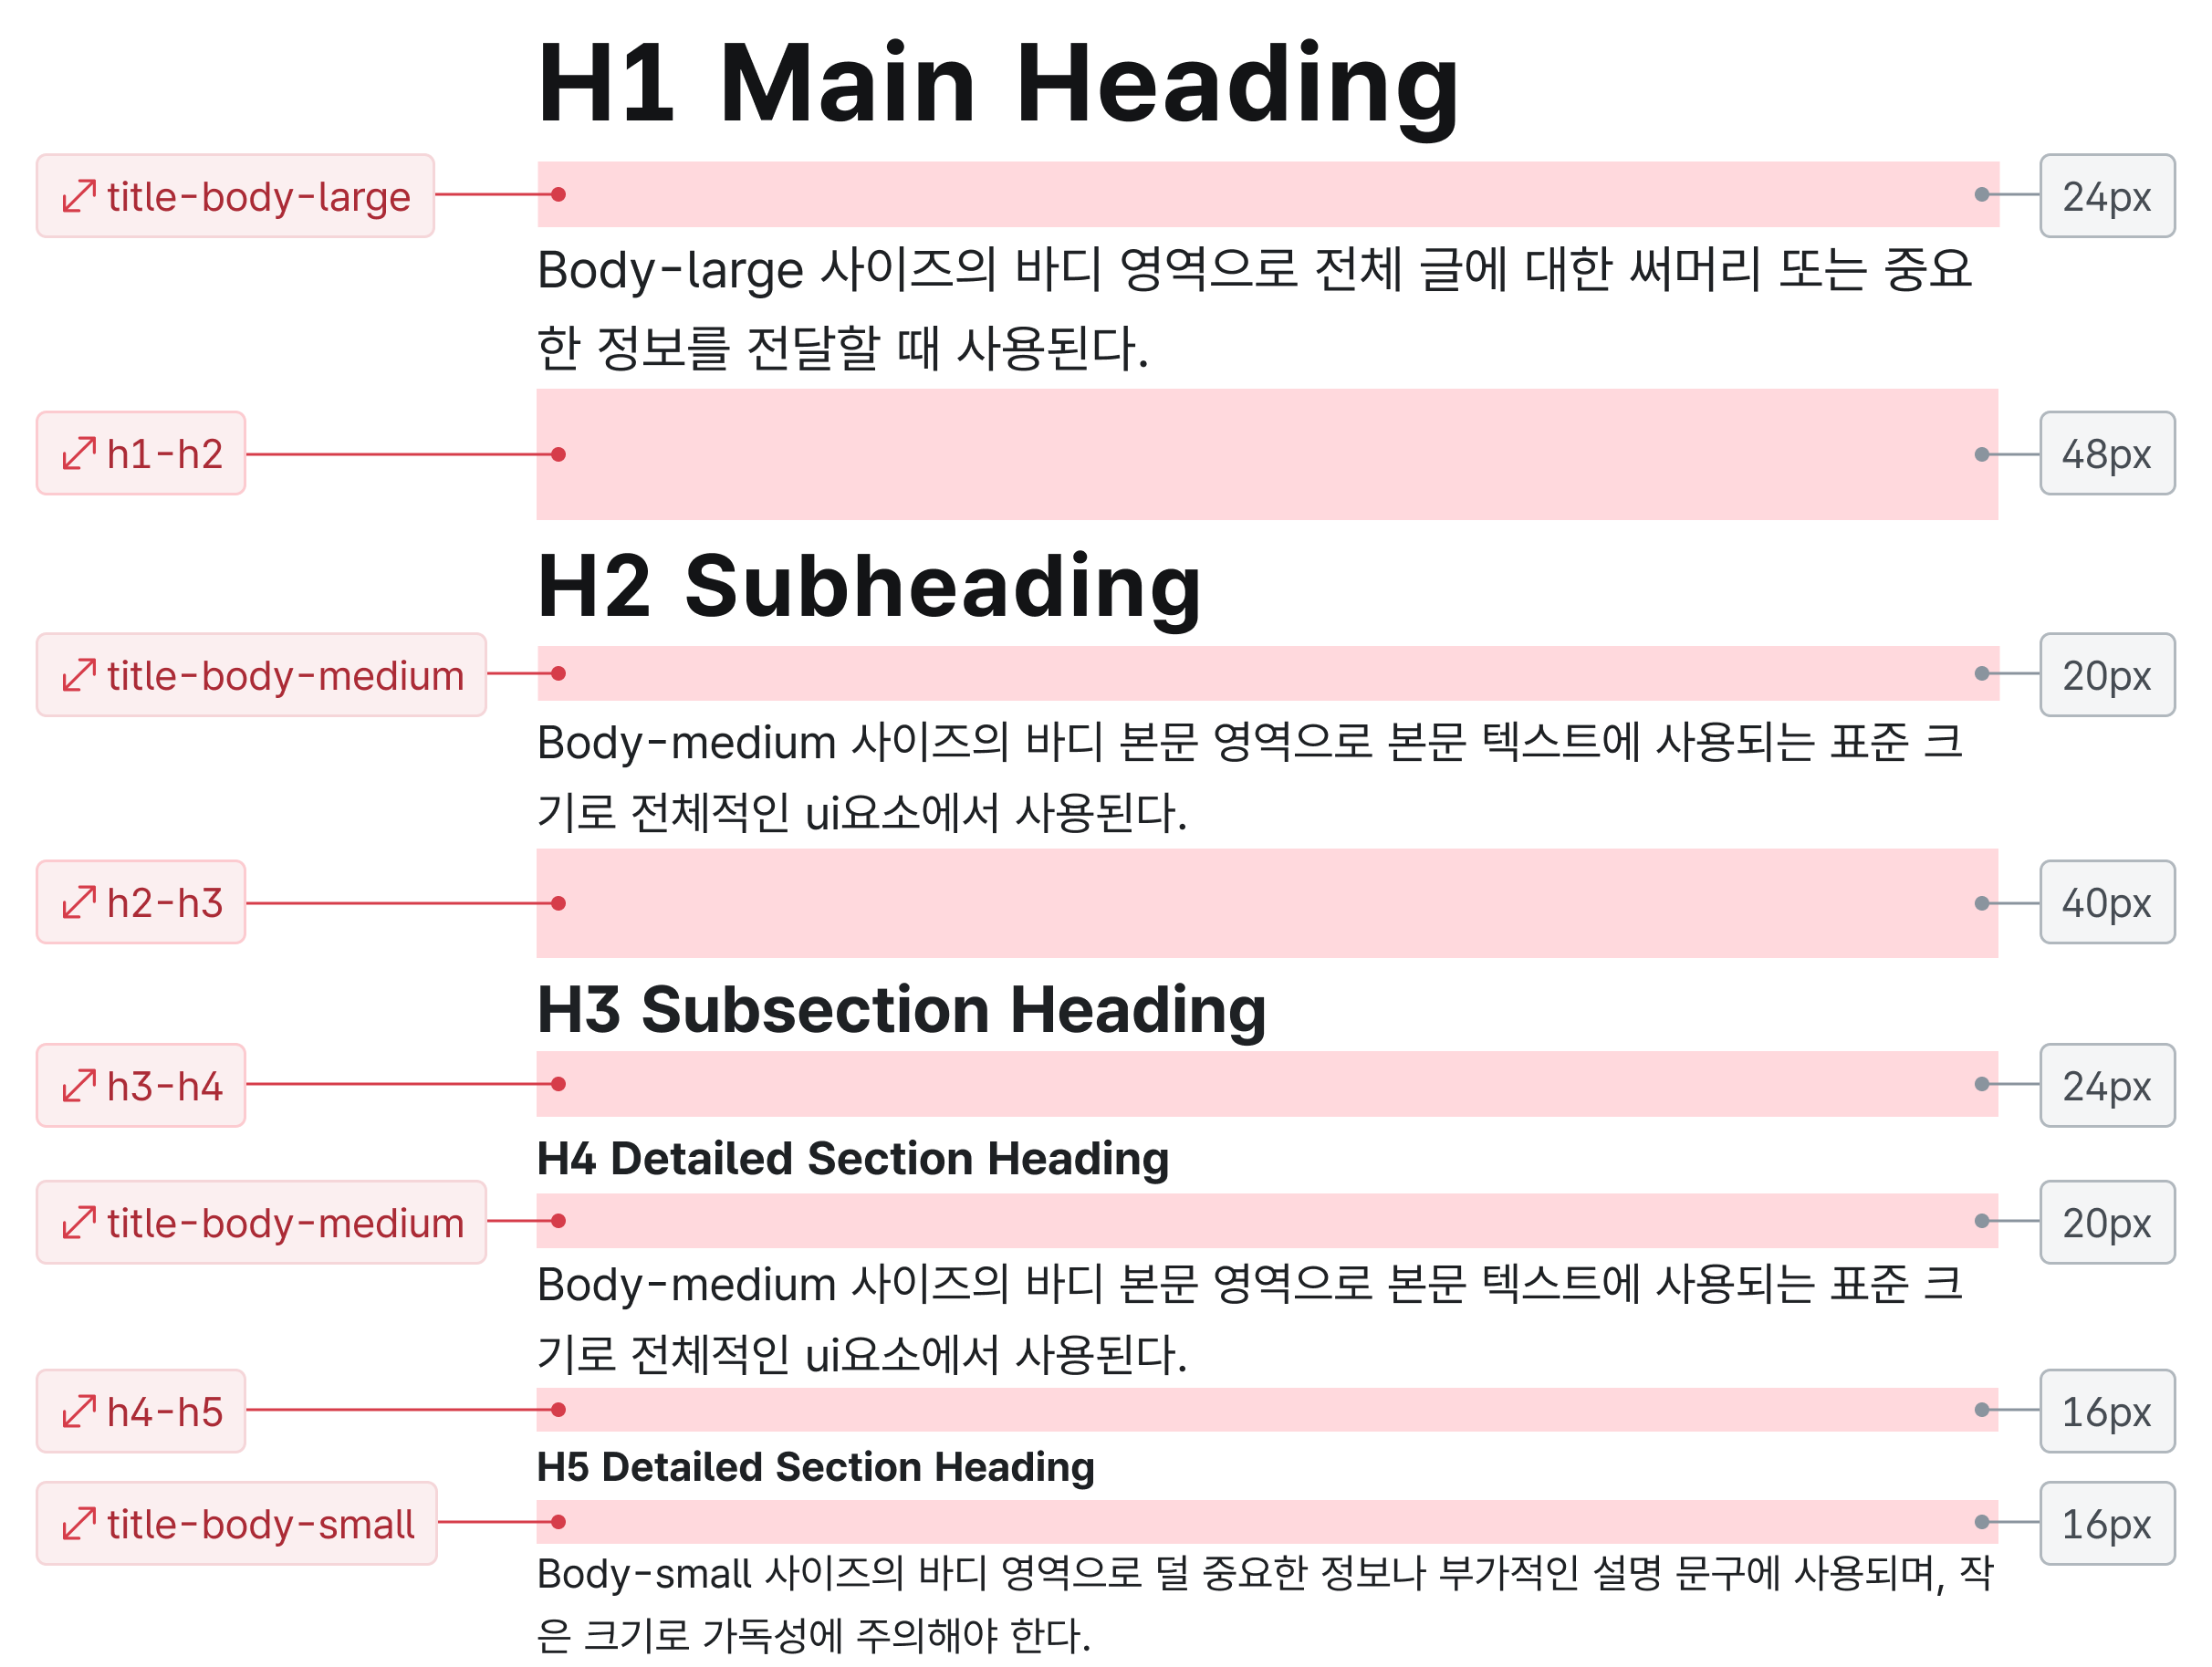 H1 Main Heading
title-body-large
24px
Body-large 사이즈의 바디 영역으로 전체 글에 대한 써머리 또는 중요
한 정보를 전달할 때 사용된다.
h1-h2
48px
H2 Subheading
title-body-medium
20px
Body-medium 사이즈의 바디 본문 영역으로 본문 텍스트에 사용되는 표준 크
기로 전체적인 ui요소에서 사용된다.
h2-h3
40px
H3 Subsection Heading
h3-h4
24px
H4 Detailed Section Heading
title-body-medium
20px
Body-medium 사이즈의 바디 본문 영역으로 본문 텍스트에 사용되는 표준 크
기로 전체적인 ui요소에서 사용된다.
h4-h5
16px
H5 Detailed Section Heading
title-body-small
16px
Body-small 사이즈의 바디 영역으로 덜 중요한 정보나 부가적인 설명 문구에 사용되며, 작
은 크기로 가독성에 주의해야 한다.